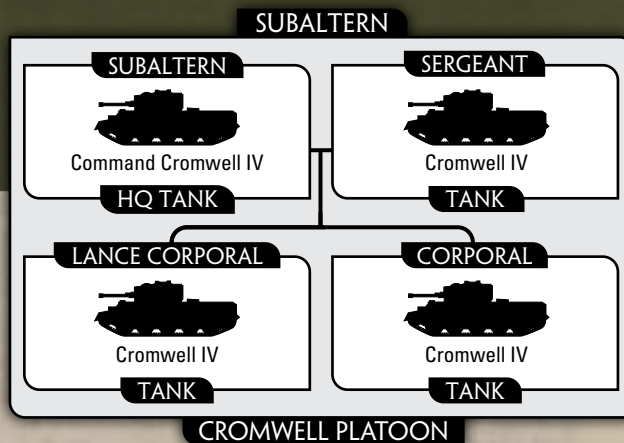 SUBALTERN
SUBALTERN
Command Cromwell IV
HQ TANK
SERGEANT
Cromwell IV
TANK
LANCE CORPORAL
Cromwell IV
TANK
CORPORAL
Cromwell IV
TANK
CROMWELL PLATOON